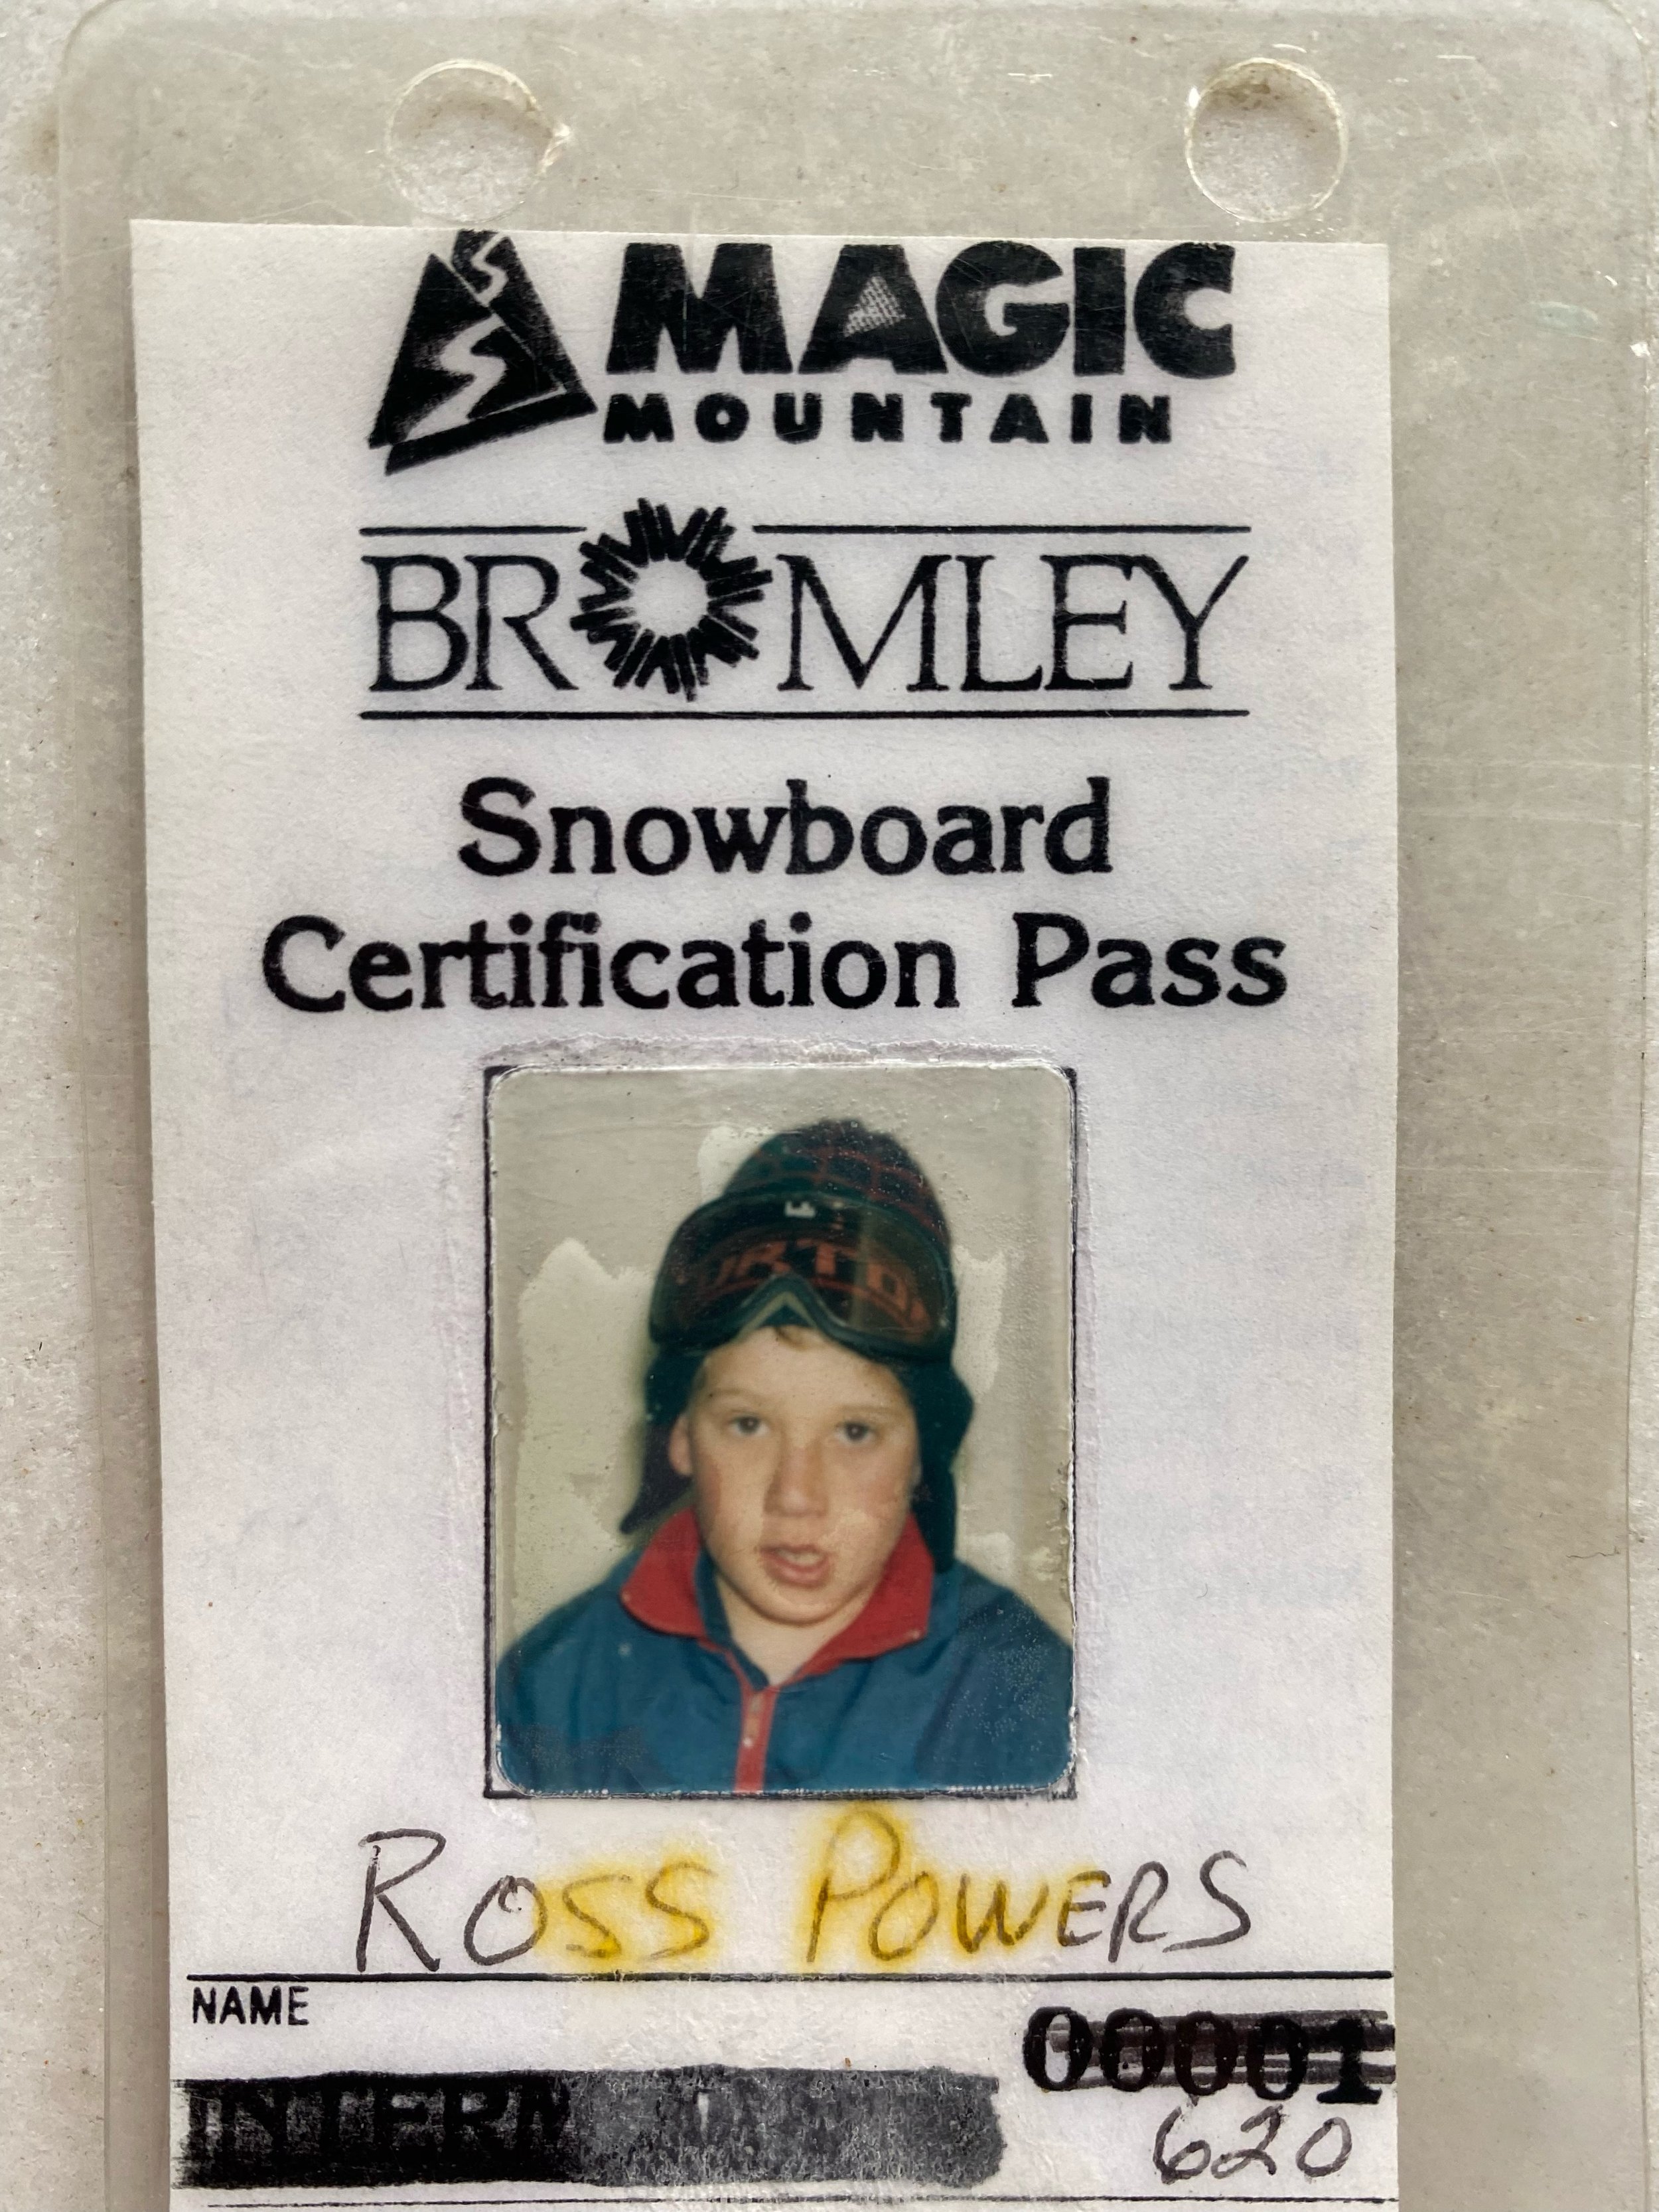 MAGIC
MOUNTAIN
BROMLEY
Snowboard
Certification Pass
Ross Powers
NAME
00001
620